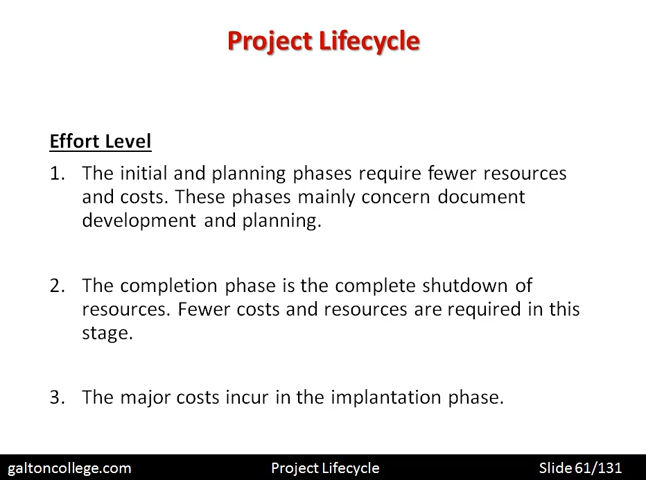 Project Lifecycle
Effort Level
1. The initial and planning phases require fewer resources
and costs. These phases mainly concern document
development and planning.
2. The completion phase is the complete shutdown of
resources. Fewer costs and resources are required in this
stage.
3. The major costs incur in the implantation phase.
galtoncollege.com Project Lifecycle Slide 61/131